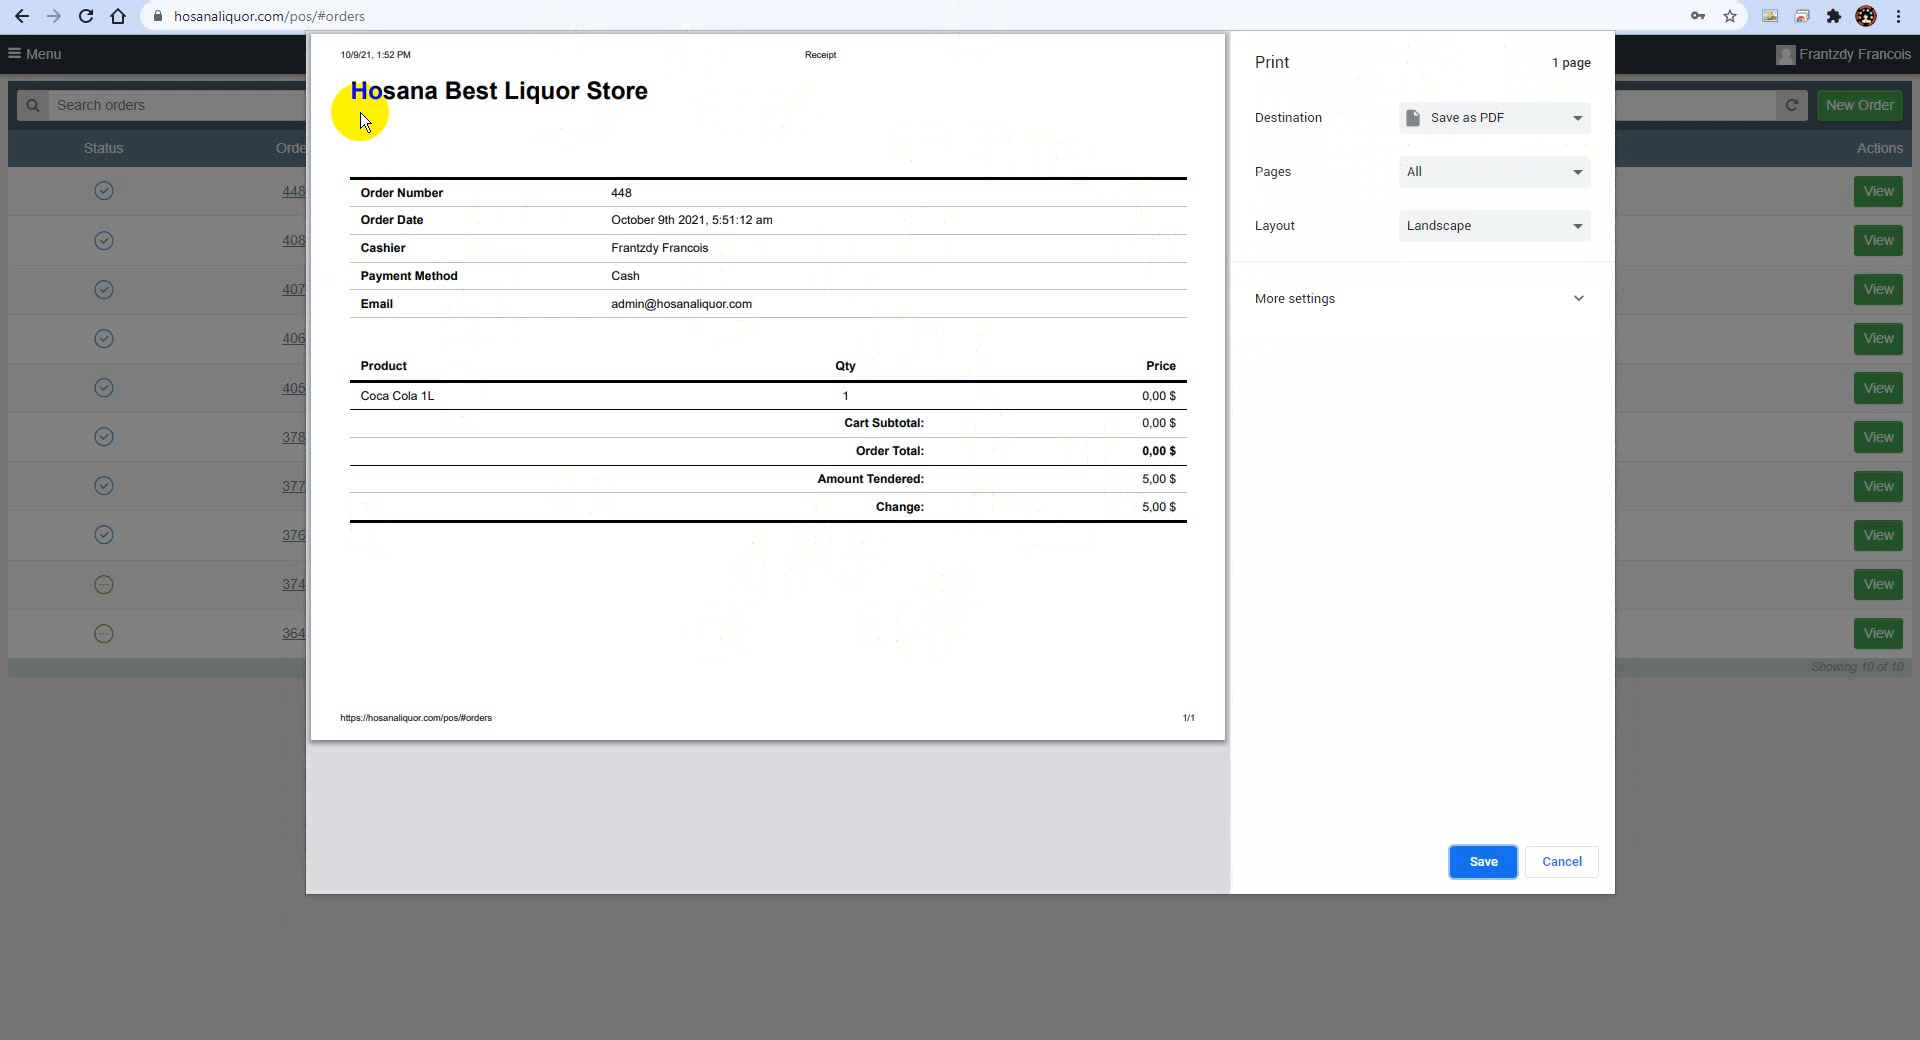 hosanaliquor.com/pos/#orders
Menu
Frantzdy Francois
Search orders
New Order
Status
Orde
Actions
448
View
408
View
407
View
406
View
405
View
378
View
377
View
376
View
374
View
364
View
Showing 10 of 10
10/9/21, 1:52 PM
Receipt
Hosana Best Liquor Store
Order Number 448
Order Date October 9th 2021, 5:51:12 am
Cashier Frantzdy Francois
Payment Method Cash
Email admin@hosanaliquor.com
Product Qty Price
Coca Cola 1L 1 0,00 $
Cart Subtotal: 0,00 $
Order Total: 0,00 $
Amount Tendered: 5,00 $
Change: 5,00 $
https://hosanaliquor.com/pos/#orders
1/1
Print
1 page
Destination Save as PDF
Pages All
Layout Landscape
More settings
Save
Cancel